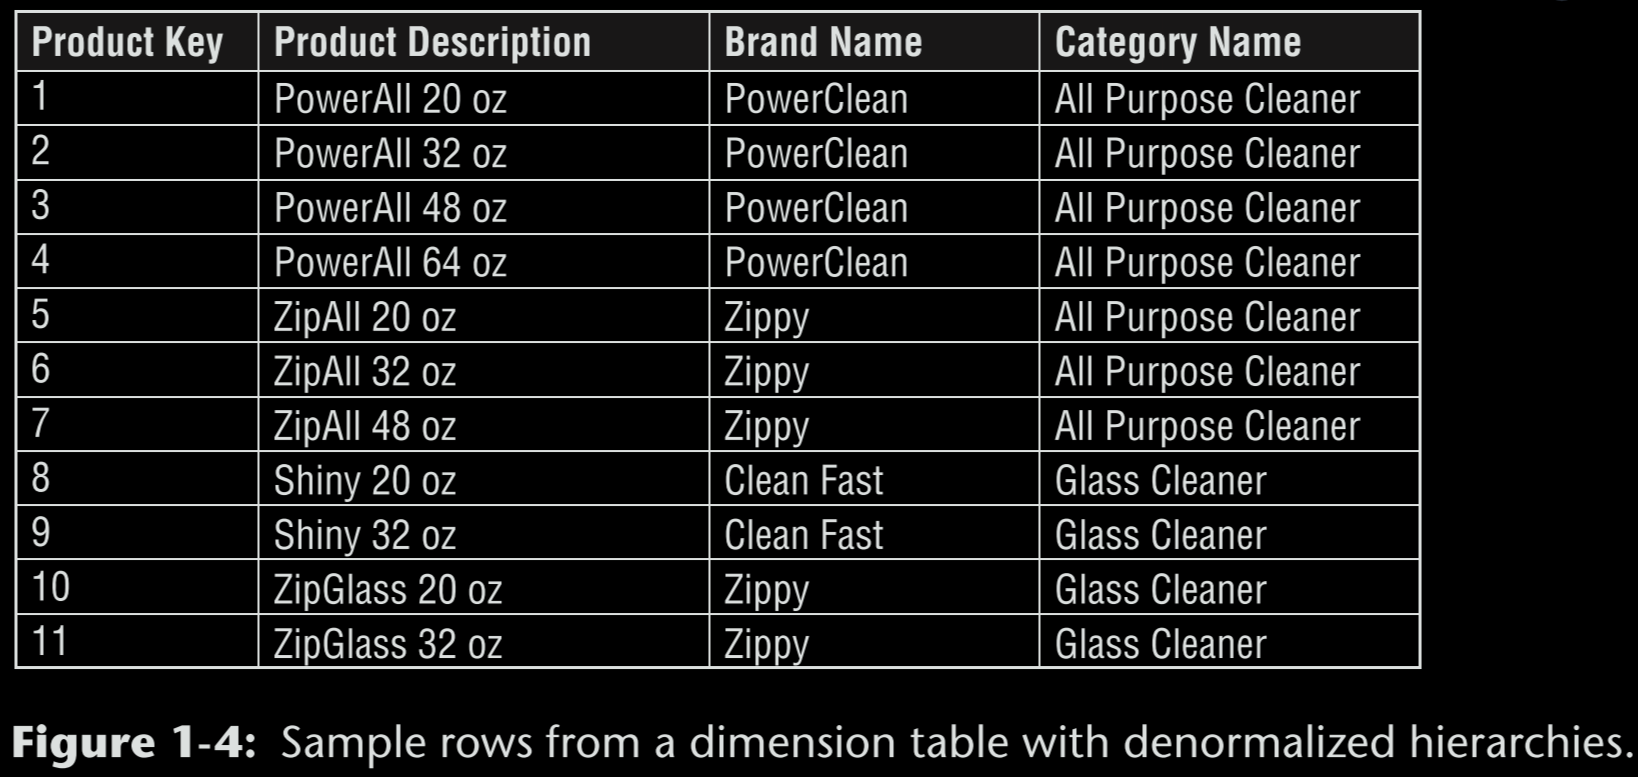 Product Key Product Description Brand Name Category Name
1 PowerAll 20 oz PowerClean All Purpose Cleaner
2 PowerAll 32 oz PowerClean All Purpose Cleaner
3 PowerAll 48 oz PowerClean All Purpose Cleaner
4 PowerAll 64 oz PowerClean All Purpose Cleaner
5 ZipAll 20 oz Zippy All Purpose Cleaner
6 ZipAll 32 oz Zippy All Purpose Cleaner
7 ZipAll 48 oz Zippy All Purpose Cleaner
8 Shiny 20 oz Clean Fast Glass Cleaner
9 Shiny 32 oz Clean Fast Glass Cleaner
10 ZipGlass 20 oz Zippy Glass Cleaner
11 ZipGlass 32 oz Zippy Glass Cleaner
Figure 1-4: Sample rows from a dimension table with denormalized hierarchies.